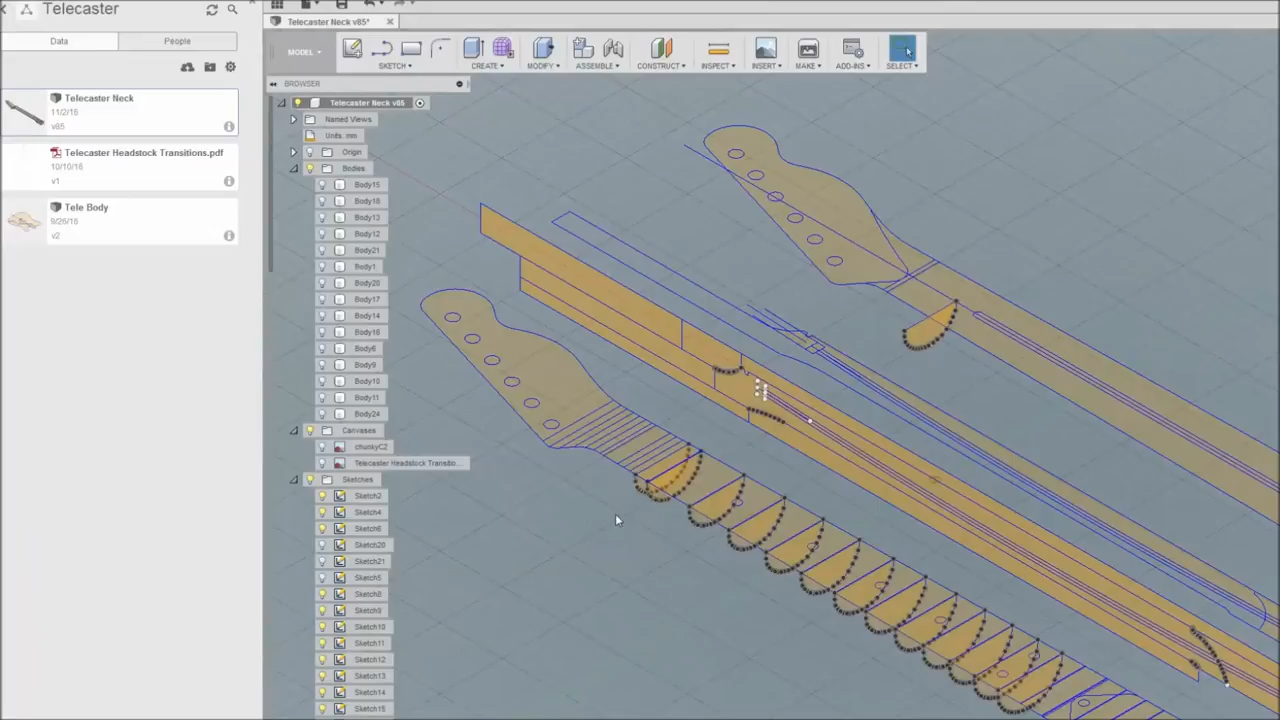 Telecaster
Data
People
Telecaster Neck
11/2/16
v85
Telecaster Headstock Transitions.pdf
10/10/16
v1
Tele Body
9/26/16
v2
Telecaster Neck v85*
MODEL
SKETCH
CREATE
MODIFY
ASSEMBLE
CONSTRUCT
INSPECT
INSERT
MAKE
ADD-INS
SELECT
BROWSER
Telecaster Neck v85
Named Views
Units: mm
Origin
Bodies
Body15
Body18
Body13
Body12
Body21
Body1
Body20
Body17
Body14
Body16
Body6
Body9
Body10
Body11
Body24
Canvases
chunkyC2
Telecaster Headstock Transitio...
Sketches
Sketch2
Sketch4
Sketch6
Sketch20
Sketch21
Sketch5
Sketch8
Sketch9
Sketch10
Sketch11
Sketch12
Sketch13
Sketch14
Sketch15